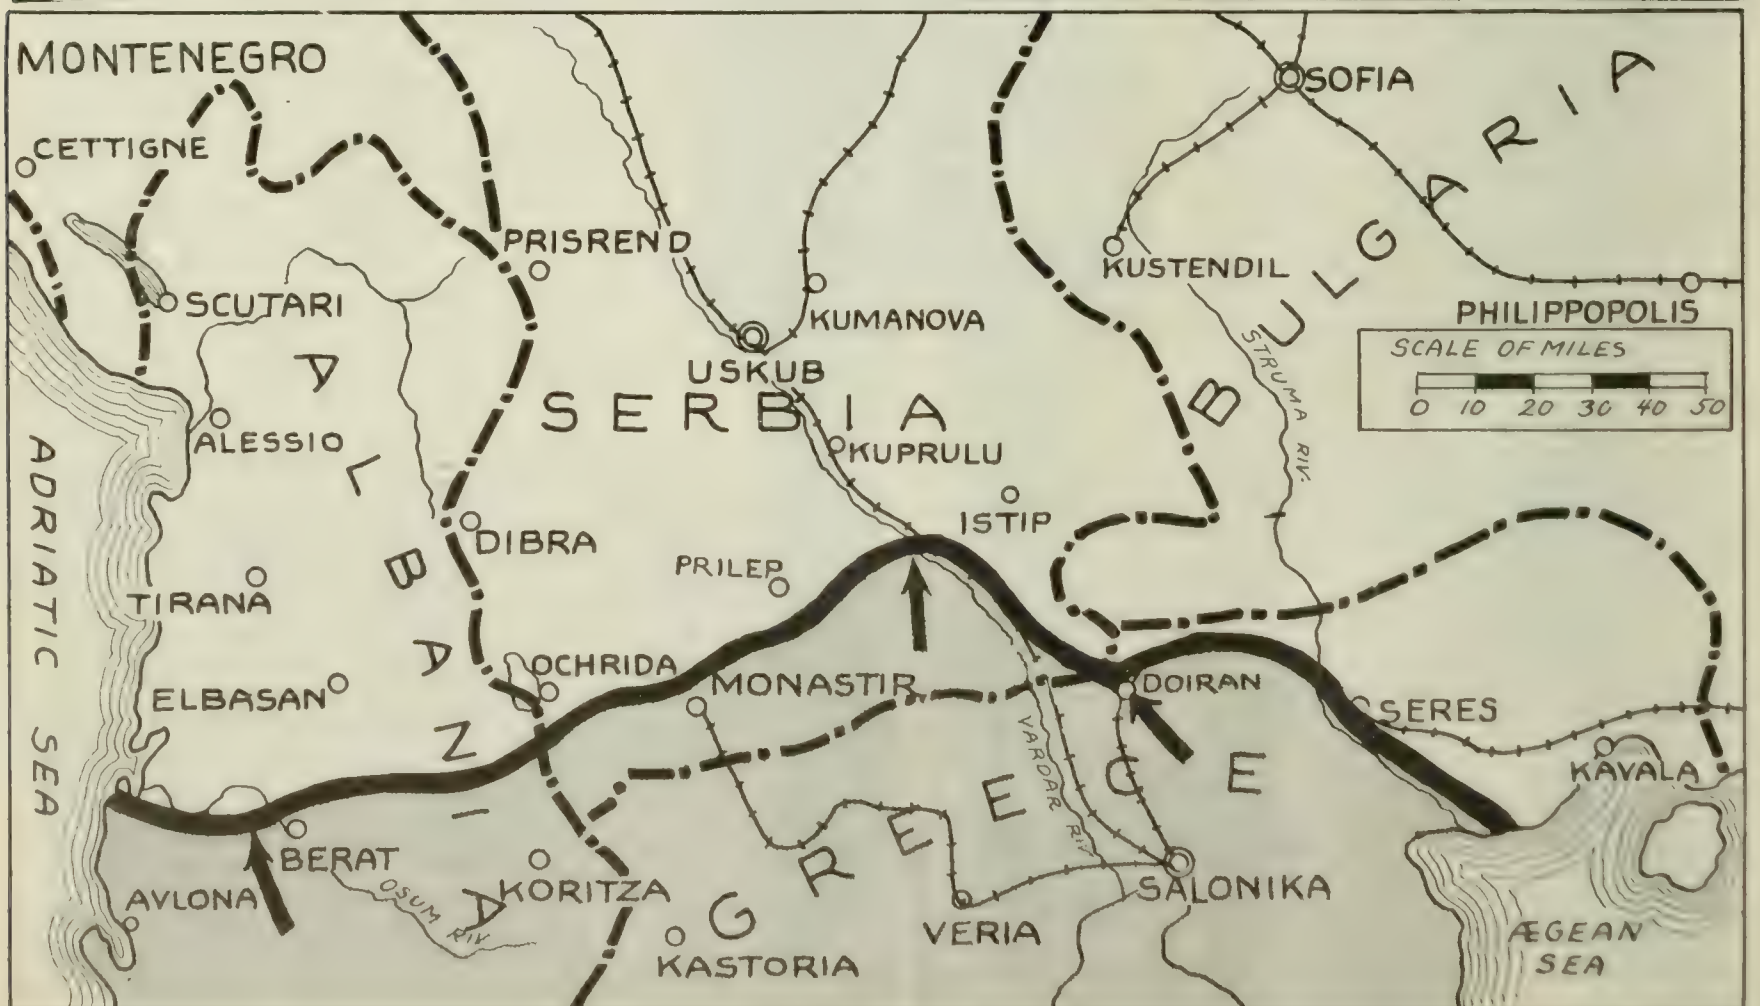 MONTENEGRO
CETTIGNE
SOFIA
BULGARIA
PRISREND
KUSTENDIL
SCUTARI
KUMANOVA
PHILIPPOPOLIS
USKUB
SCALE OF MILES
0 10 20 30 40 50
STRUMA RIV.
SERBIA
ALBANIA
ALESSIO
KUPRULU
ADRIATIC SEA
ISTIP
DIBRA
PRILEP
TIRANA
OCHRIDA
ELBASAN
MONASTIR
DOIRAN
SERES
VARDAR RIV
KAVALA
GREECE
BERAT
AVLONA
OSUM RIV
KORITZA
SALONIKA
VERIA
KASTORIA
ÆGEAN
SEA